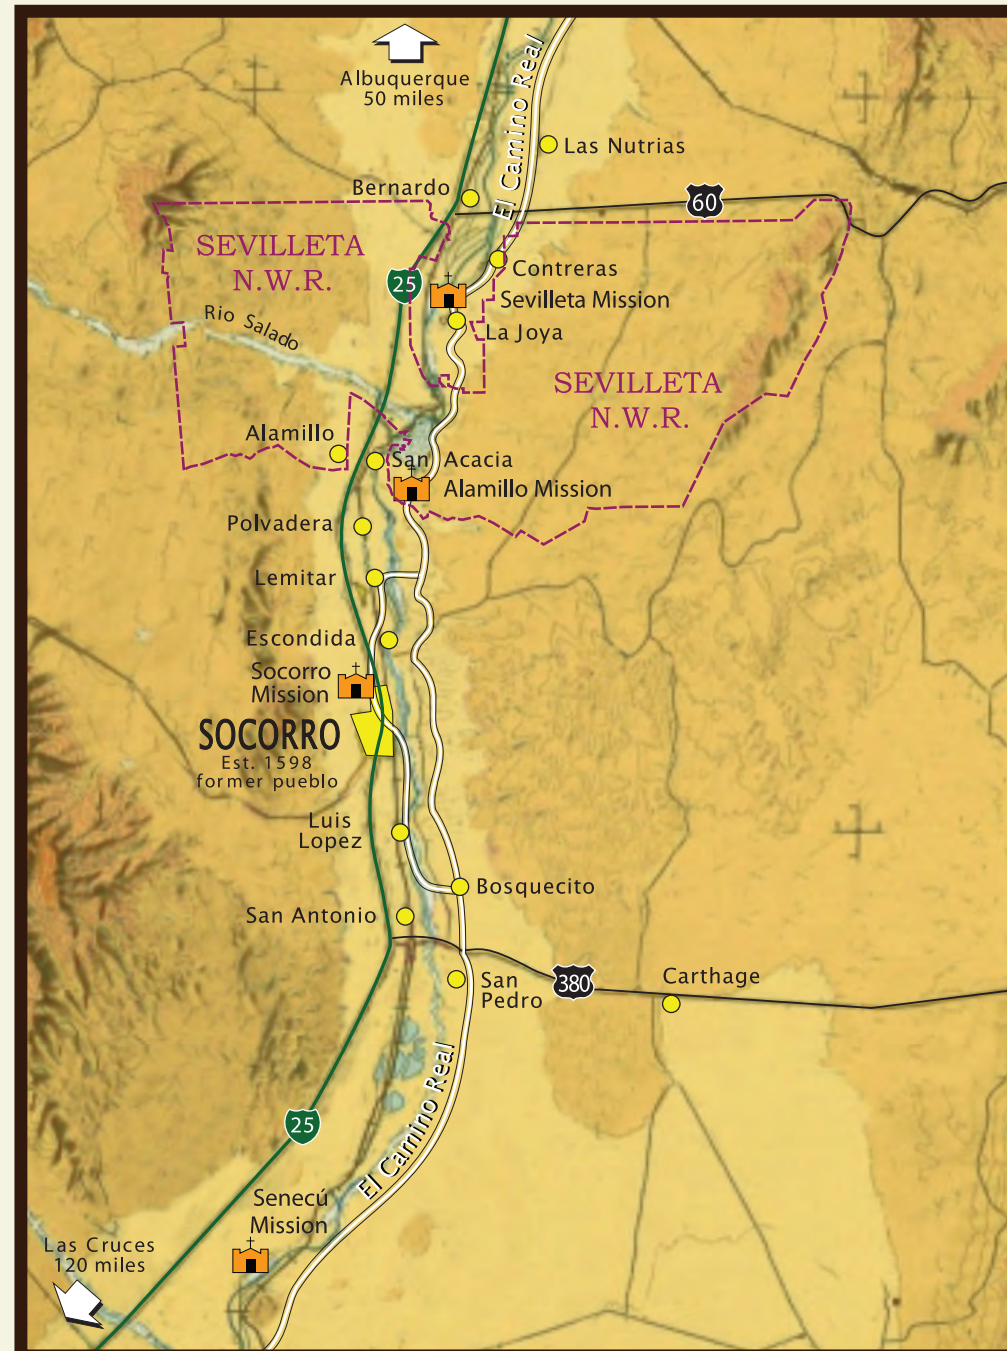 Albuquerque
50 miles
El Camino Real
Las Nutrias
Bernardo
60
SEVILLETA
N.W.R.
Contreras
25
Sevilleta Mission
Rio Salado
La Joya
SEVILLETA
N.W.R.
Alamillo
San Acacia
Alamillo Mission
Polvadera
Lemitar
Escondida
Socorro
Mission
SOCORRO
Est. 1598
former pueblo
Luis
Lopez
Bosquecito
San Antonio
San
Pedro
380
Carthage
El Camino Real
25
Senecú
Mission
Las Cruces
120 miles